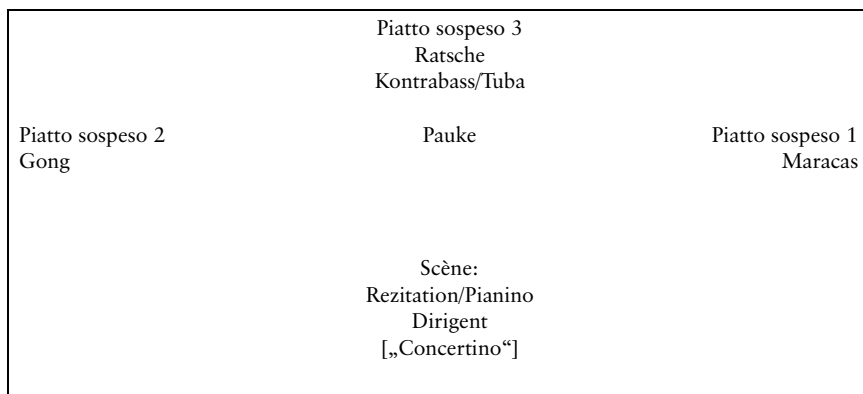 Piatto sospeso 3
Ratsche
Kontrabass/Tuba
Piatto sospeso 2 Pauke Piatto sospeso 1
Gong Maracas
Scène:
Rezitation/Pianino
Dirigent
[„Concertino“]